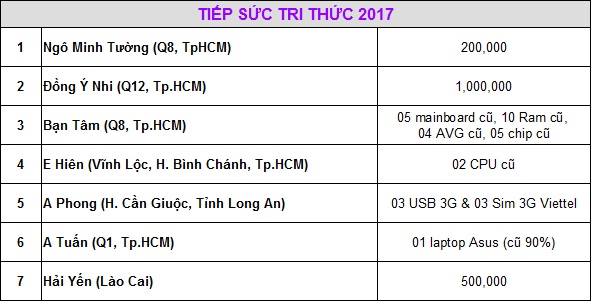 TIẾP SỨC TRI THỨC 2017
1 Ngô Minh Tường (Q8, TpHCM) 200,000
2 Đồng Ý Nhi (Q12, Tp.HCM) 1,000,000
3 Bạn Tâm (Q8, Tp.HCM) 05 mainboard cũ, 10 Ram cũ,
04 AVG cũ, 05 chip cũ
4 E Hiên (Vĩnh Lộc, H. Bình Chánh, Tp.HCM) 02 CPU cũ
5 A Phong (H. Cần Giuộc, Tỉnh Long An) 03 USB 3G & 03 Sim 3G Viettel
6 A Tuấn (Q1, Tp.HCM) 01 laptop Asus (cũ 90%)
7 Hải Yến (Lào Cai) 500,000